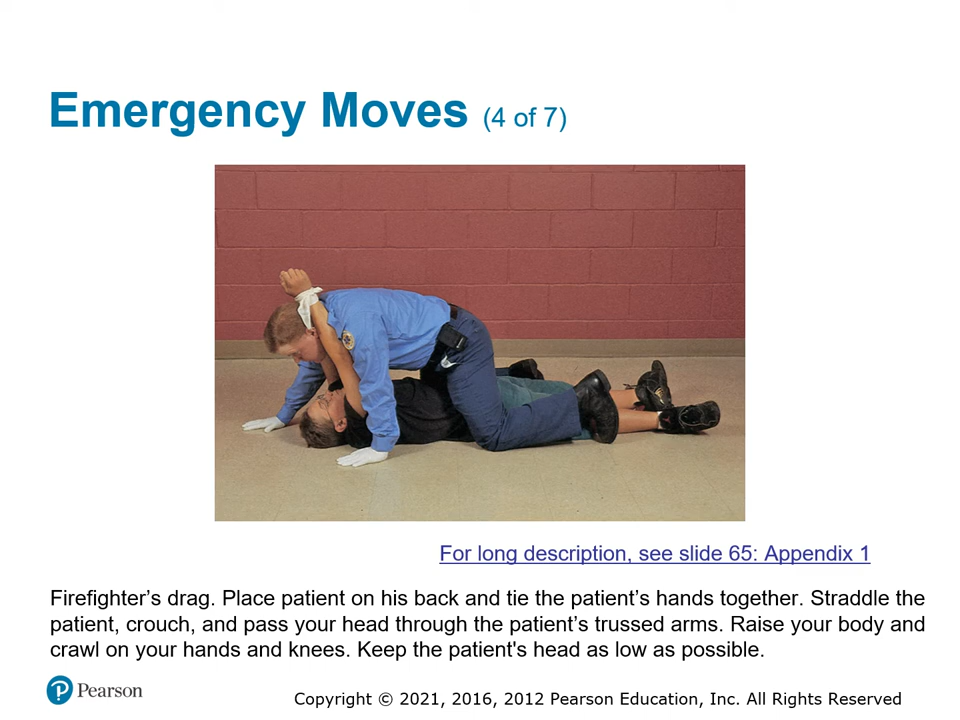 Emergency Moves (4 of 7)
For long description, see slide 65: Appendix 1
Firefighter’s drag. Place patient on his back and tie the patient’s hands together. Straddle the
patient, crouch, and pass your head through the patient’s trussed arms. Raise your body and
crawl on your hands and knees. Keep the patient's head as low as possible.
Pearson
Copyright © 2021, 2016, 2012 Pearson Education, Inc. All Rights Reserved